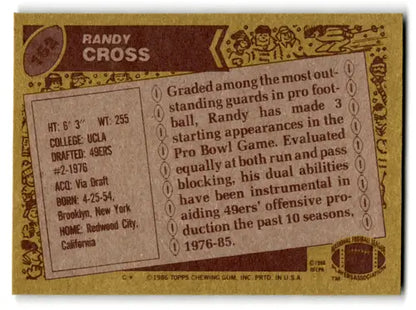 162
RANDY
CROSS
HT: 6' 3" WT: 255
COLLEGE: UCLA
DRAFTED: 49ERS
#2-1976
ACQ: Via Draft
BORN: 4-25-54,
Brooklyn, New York
HOME: Redwood City,
California
Graded among the most out-
standing guards in pro foot-
ball, Randy has made 3
starting appearances in the
Pro Bowl Game. Evaluated
equally at both run and pass
blocking, his dual abilities
have been instrumental in
aiding 49ers' offensive pro-
duction the past 10 seasons,
1976-85.
© 1986 TOPPS CHEWING GUM, INC. PRTD. IN U.S.A.
© 1986
NFLPA
TM